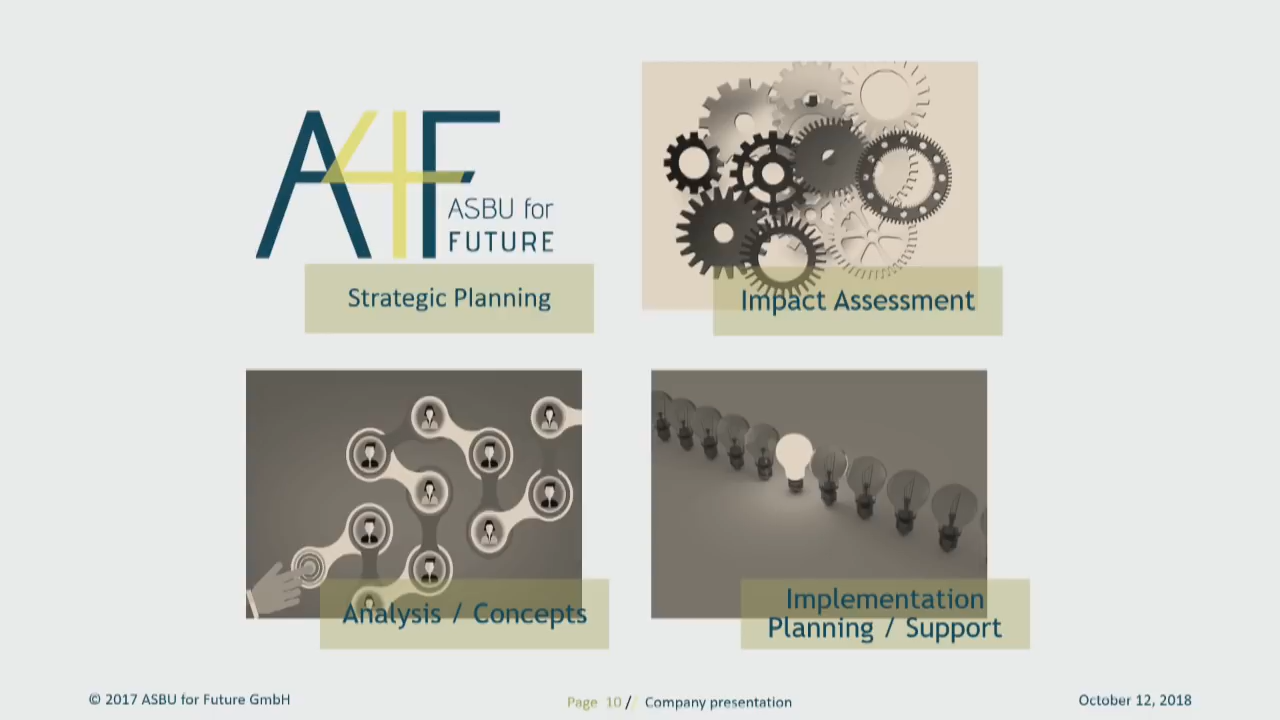 A4F
ASBU for
FUTURE
Strategic Planning
Impact Assessment
Analysis / Concepts
Implementation
Planning / Support
© 2017 ASBU for Future GmbH
Page 10 / Company presentation
October 12, 2018